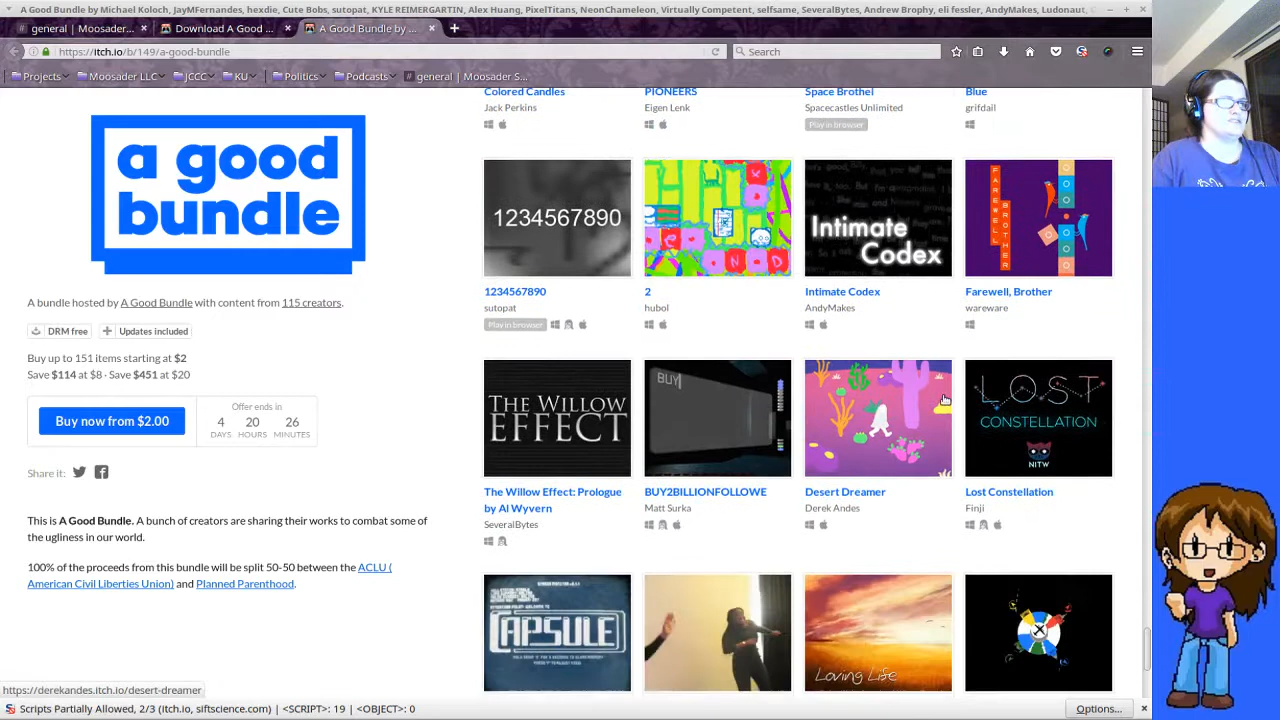 A Good Bundle by Michael Koloch, JayMFernandes, hexdie, Cute Bobs, sutopat, KYLE REIMERGARTIN, Alex Huang, PixelTitans, NeonChameleon, Virtually Competent, selfsame, SeveralBytes, Andrew Brophy, eli fessler, AndyMakes, Ludonaut,
general | Moosader...
Download A Good ...
A Good Bundle by ...
https://itch.io/b/149/a-good-bundle
Search
Projects
Moosader LLC
JCCC
KU
Politics
Podcasts
general | Moosader S...
Colored Candles
PIONEERS
Space Brothel
Blue
Jack Perkins
Eigen Lenk
Spacecastles Unlimited
grifdail
Play in browser
a good
bundle
A bundle hosted by A Good Bundle with content from 115 creators.
DRM free
Updates included
Buy up to 151 items starting at $2
Save $114 at $8 · Save $451 at $20
Buy now from $2.00
Offer ends in
4 20 26
DAYS HOURS MINUTES
Share it:
This is A Good Bundle. A bunch of creators are sharing their works to combat some of
the ugliness in our world.
100% of the proceeds from this bundle will be split 50-50 between the ACLU (
American Civil Liberties Union) and Planned Parenthood.
1234567890
Intimate
Codex
FAREWELL,
BROTHER
1234567890
2
Intimate Codex
Farewell, Brother
sutopat
hubol
AndyMakes
wareware
Play in browser
THE WILLOW
EFFECT
BUY
LOST
CONSTELLATION
NITW
The Willow Effect: Prologue
by Al Wyvern
BUY2BILLIONFOLLOWE
Desert Dreamer
Lost Constellation
SeveralBytes
Matt Surka
Derek Andes
Finji
CAPSULE
Loving Life
https://derekandes.itch.io/desert-dreamer
Scripts Partially Allowed, 2/3 (itch.io, siftscience.com) | <SCRIPT>: 19 | <OBJECT>: 0
Options...